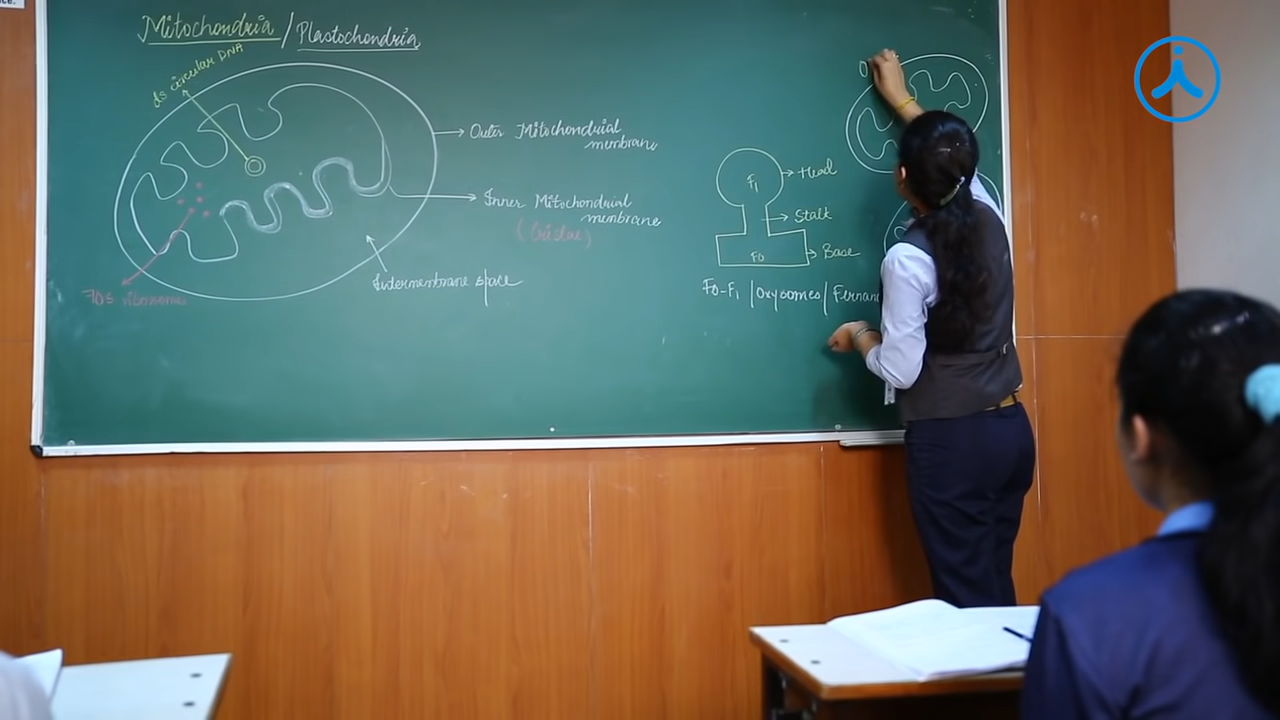 Mitochondria / Plastochondria
ds circular DNA
Outer Mitochondrial
membrane
Inner Mitochondrial
membrane
(Cristae)
Intermembrane space
70s ribosome
F1
Head
Stalk
F0
Base
F0-F1 / Oxysomes /